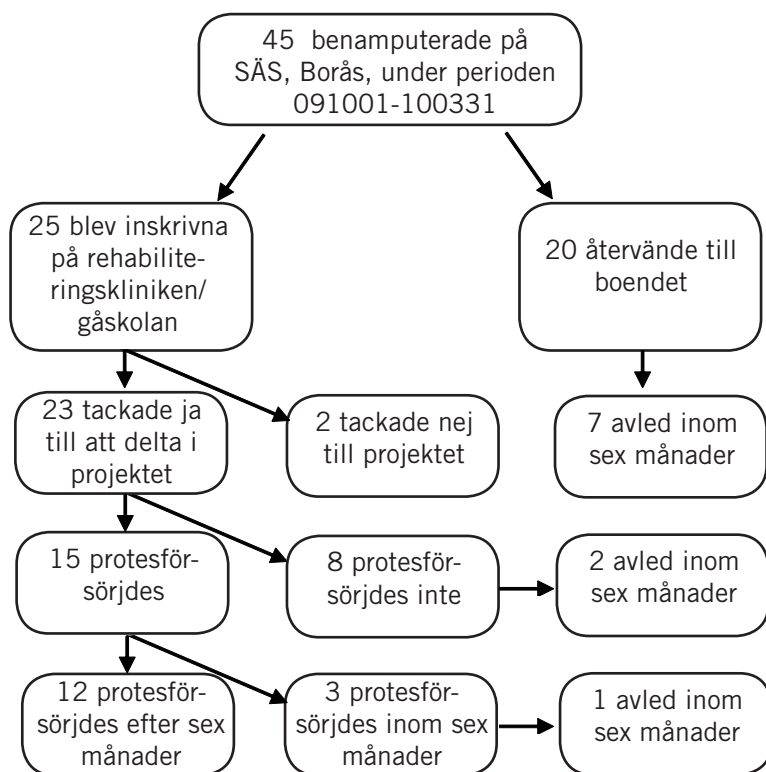 45 benamputerade på
SÄS, Borås, under perioden
091001-100331
25 blev inskrivna
på rehabilite-
ringskliniken/
gåskolan
20 återvände till
boendet
23 tackade ja
till att delta i
projektet
2 tackade nej
till projektet
7 avled inom
sex månader
15 protesför-
sörjdes
8 protesför-
sörjdes inte
2 avled inom
sex månader
12 protesför-
sörjdes efter sex
månader
3 protesför-
sörjdes inom sex
månader
1 avled inom
sex månader